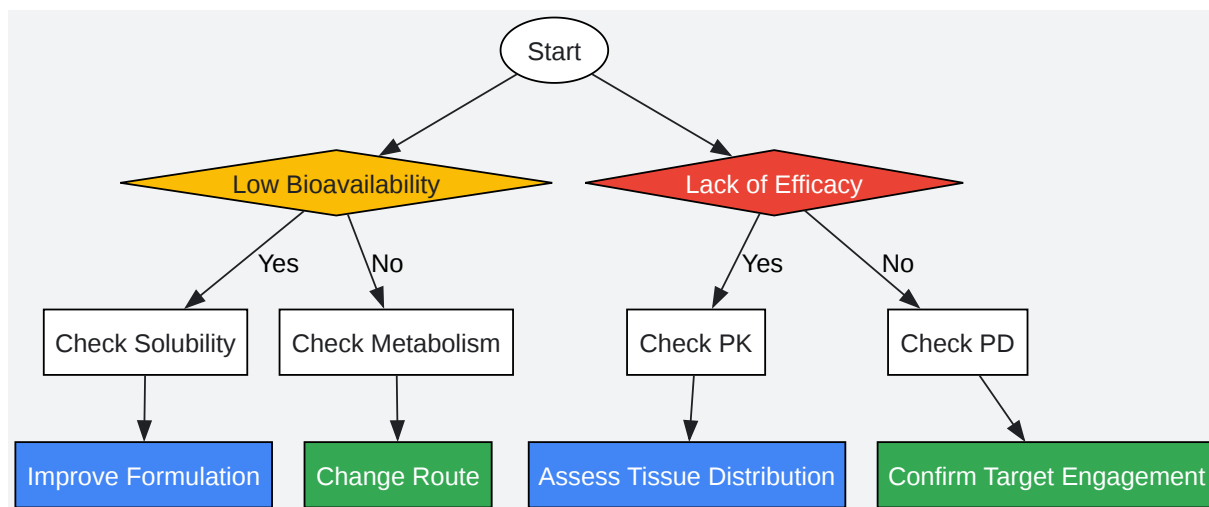 Start
Low Bioavailability
Lack of Efficacy
Yes
No
Yes
No
Check Solubility
Check Metabolism
Check PK
Check PD
Improve Formulation
Change Route
Assess Tissue Distribution
Confirm Target Engagement